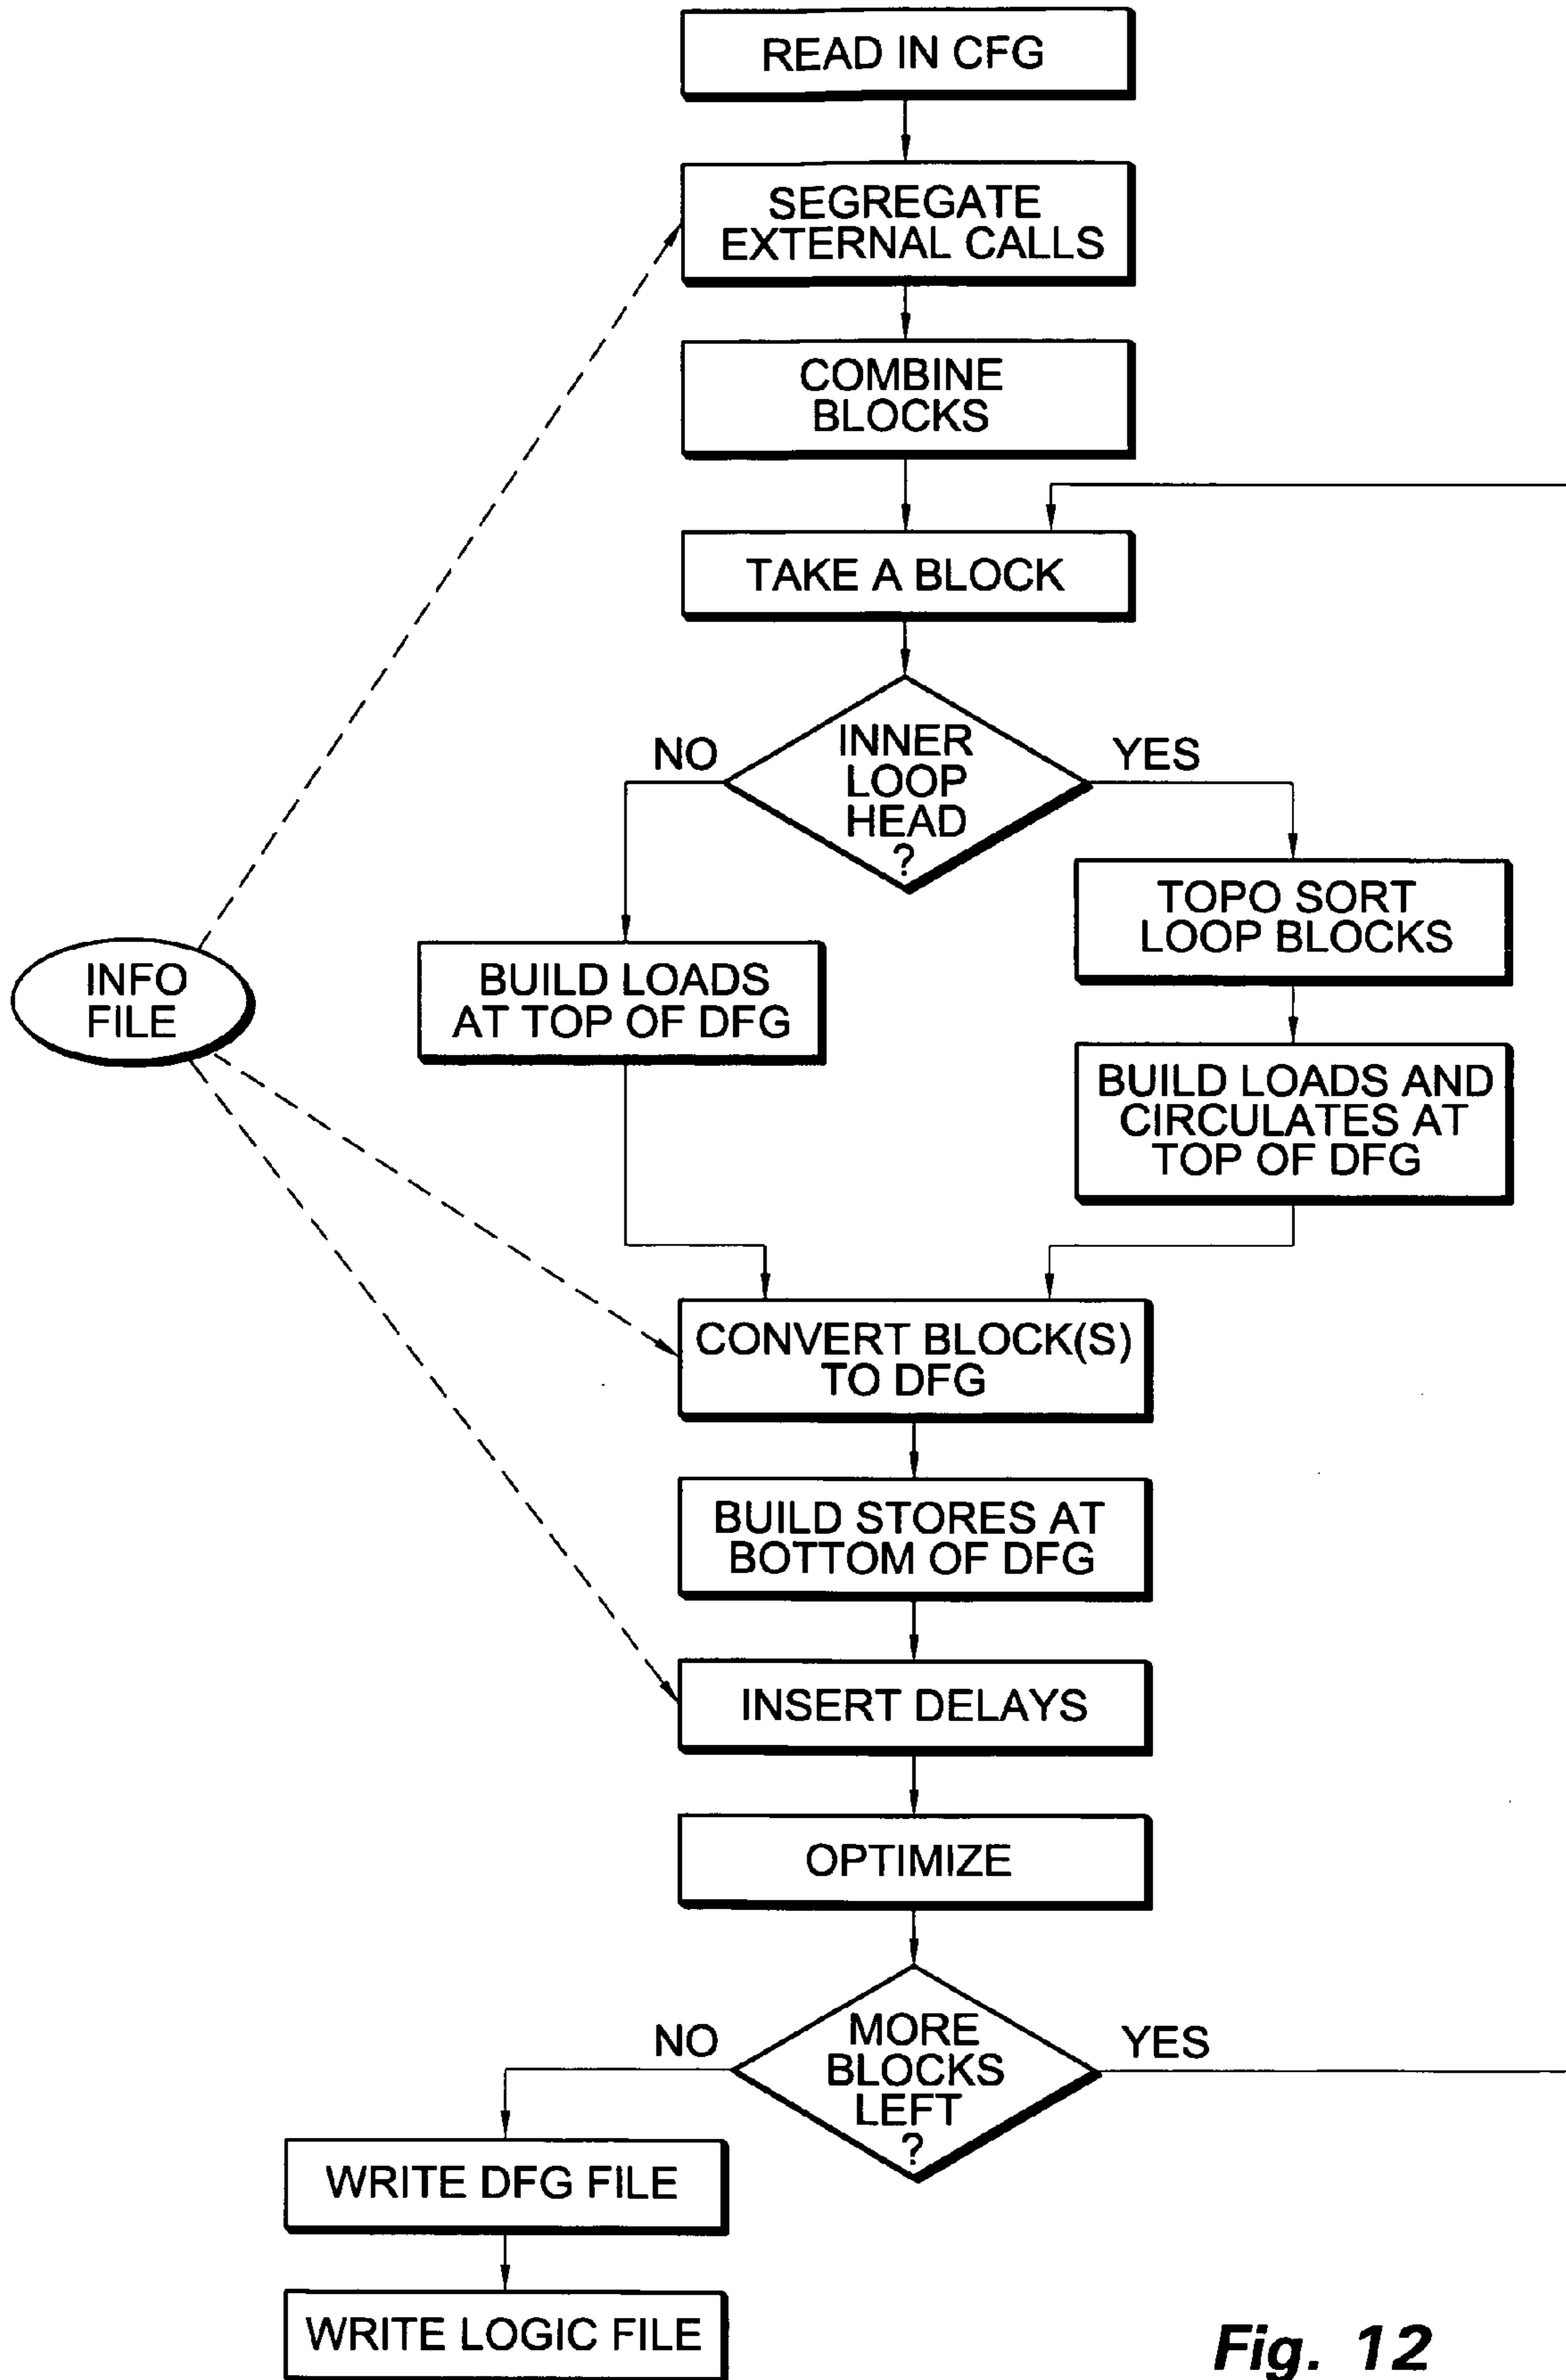 READ IN CFG
SEGREGATE
EXTERNAL CALLS
COMBINE
BLOCKS
TAKE A BLOCK
INNER
LOOP
HEAD
?
NO
YES
TOPO SORT
LOOP BLOCKS
INFO
FILE
BUILD LOADS
AT TOP OF DFG
BUILD LOADS AND
CIRCULATES AT
TOP OF DFG
CONVERT BLOCK(S)
TO DFG
BUILD STORES AT
BOTTOM OF DFG
INSERT DELAYS
OPTIMIZE
MORE
BLOCKS
LEFT
?
NO
YES
WRITE DFG FILE
WRITE LOGIC FILE
Fig. 12